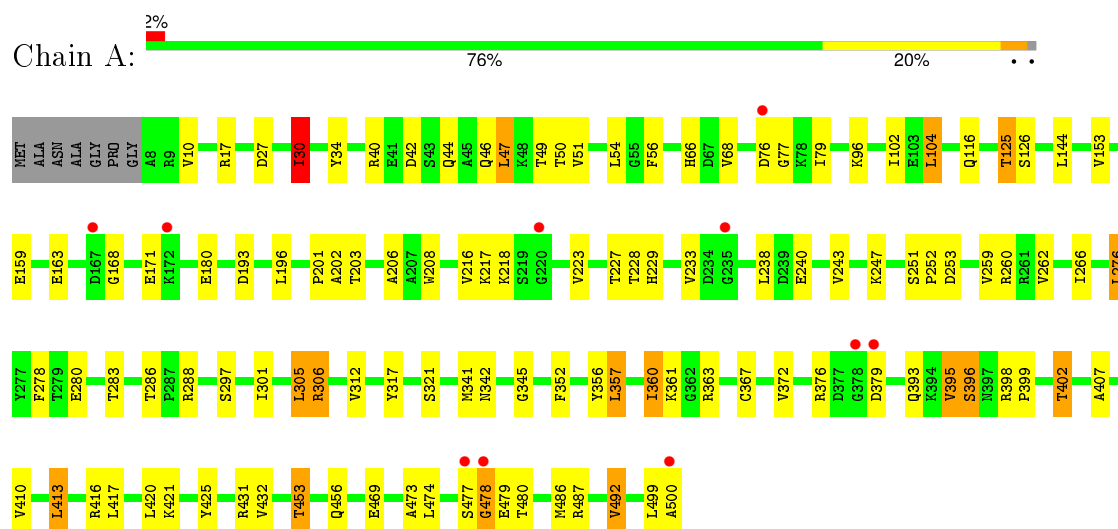 2%
Chain A:
76% 20% • •
MET ALA ASN ALA GLY PRO GLY A8 R9 V10 R17 D27 I30 Y34 R40 E41 D42 S43 Q44 A45 Q46 L47 K48 T49 T50 V51 L54 G55 F56 H66 D67 V68 D76 G77 K78 I79 K96 I102 E103 L104 Q116 T125 S126 L144 V153
E159 E163 D167 G168 E171 K172 E180 D193 L196 P201 A202 T203 A206 A207 W208 V216 K217 K218 S219 G220 V223 T227 T228 H229 V233 D234 G235 L238 D239 E240 V243 K247 S251 P252 D253 V259 R260 R261 V262 I266 L276
Y277 F278 T279 E280 T283 T286 P287 R288 S297 I301 L305 R306 V312 Y317 S321 M341 N342 G345 F352 Y356 L357 I360 K361 G362 R363 C367 V372 R376 D377 G378 D379 Q393 K394 V395 S396 N397 R398 P399 T402 A407
V410 L413 R416 L417 L420 K421 Y425 R431 V432 T453 Q456 E469 A473 L474 S477 G478 E479 T480 M486 R487 V492 L499 A500